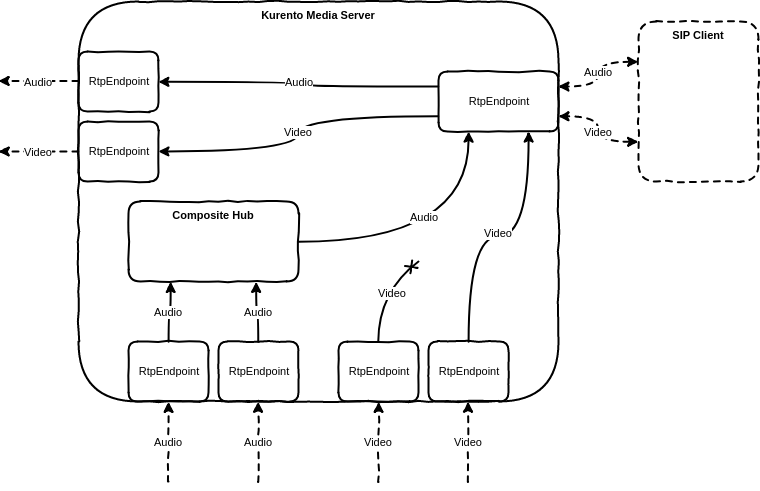 Kurento Media Server
SIP Client
Audio
RtpEndpoint
Audio
RtpEndpoint
Audio
Video
RtpEndpoint
Video
Video
Composite Hub
Audio
Video
Video
Audio
Audio
RtpEndpoint
RtpEndpoint
RtpEndpoint
RtpEndpoint
Audio
Audio
Video
Video